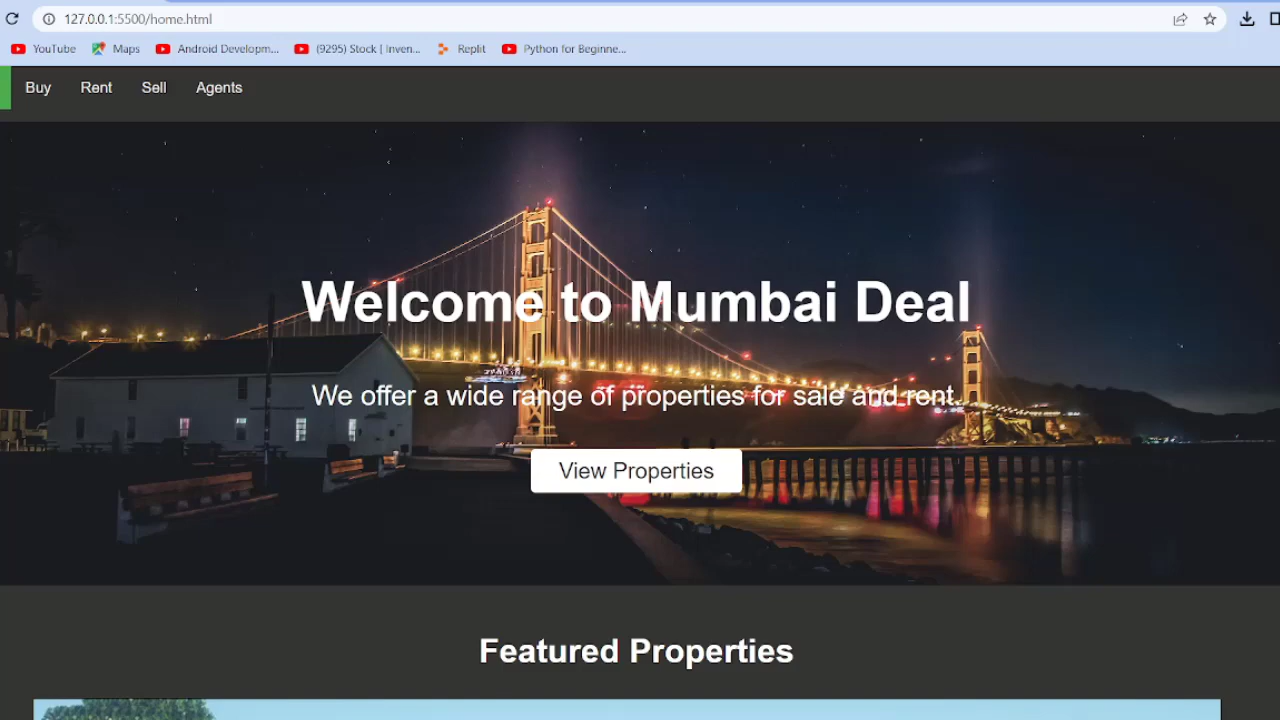 127.0.0.1:5500/home.html
YouTube Maps Android Developm... (9295) Stock | Inven... Replit Python for Beginne...
Buy Rent Sell Agents
Welcome to Mumbai Deal
We offer a wide range of properties for sale and rent.
View Properties
Featured Properties